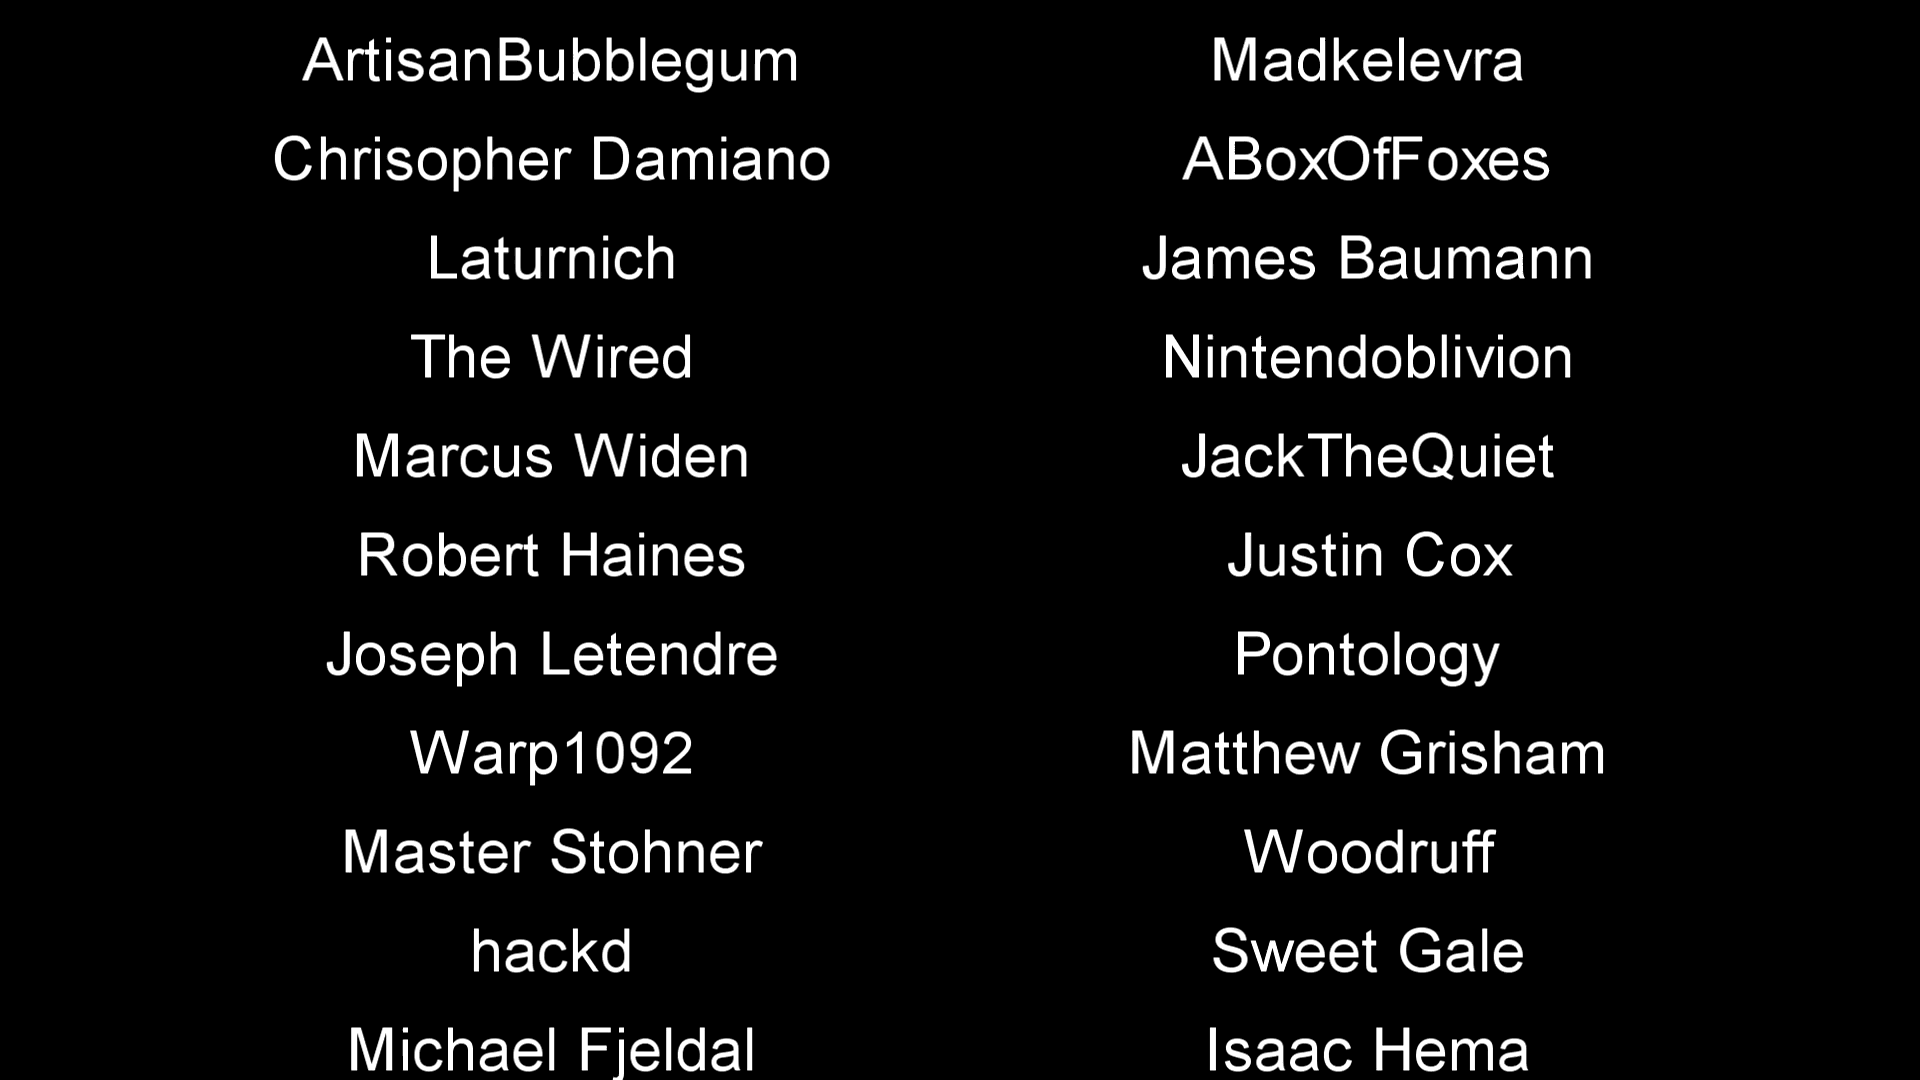 ArtisanBubblegum
Madkelevra
Chrisopher Damiano
ABoxOfFoxes
Laturnich
James Baumann
The Wired
Nintendoblivion
Marcus Widen
JackTheQuiet
Robert Haines
Justin Cox
Joseph Letendre
Pontology
Warp1092
Matthew Grisham
Master Stohner
Woodruff
hackd
Sweet Gale
Michael Fjeldal
Isaac Hema